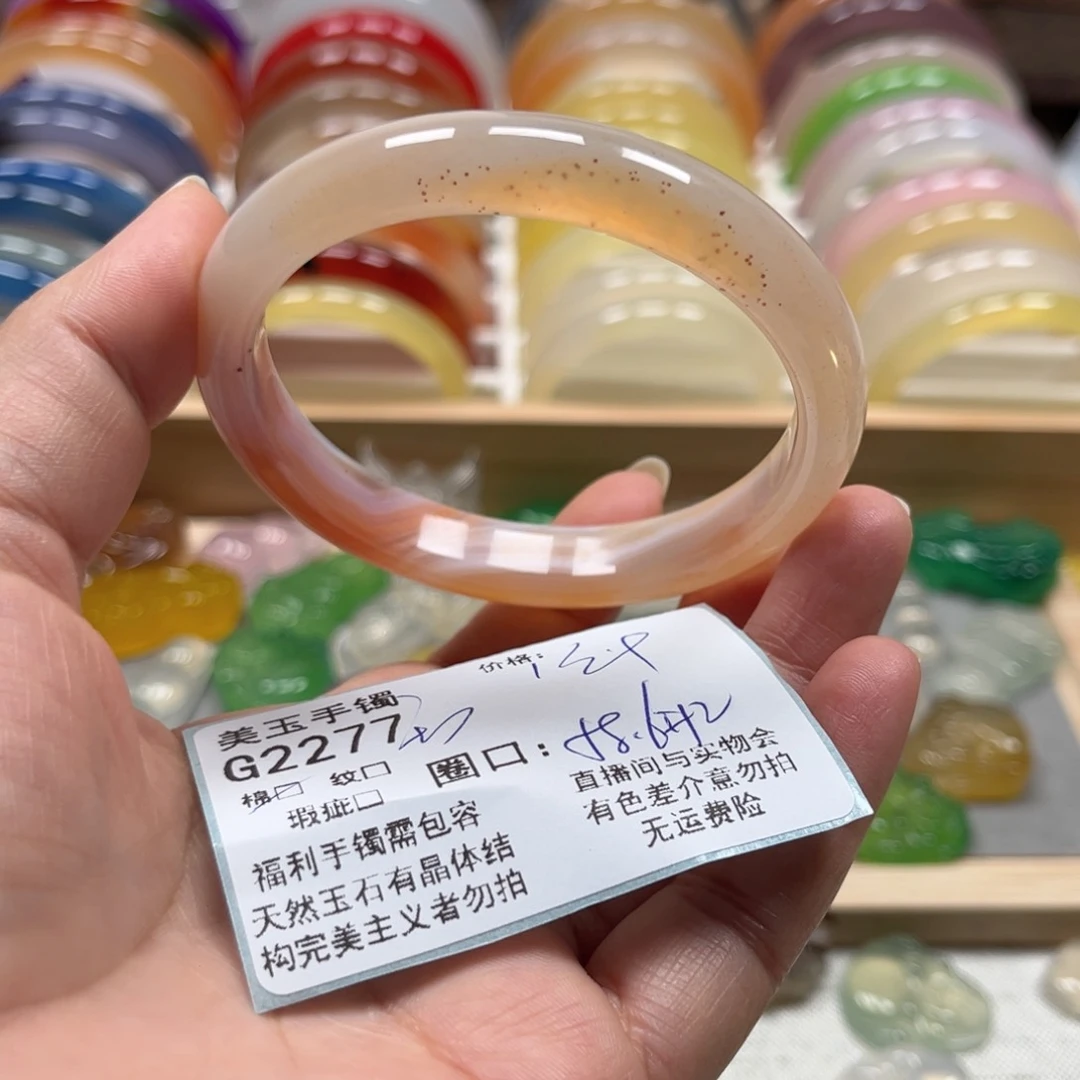 美玉手镯
价格:
G2277
圈口:58.6
棉☑ 纹□
瑕疵□
福利手镯需包容
天然玉石有晶体结
构完美主义者勿拍
直播间与实物会
有色差介意勿拍
无运费险